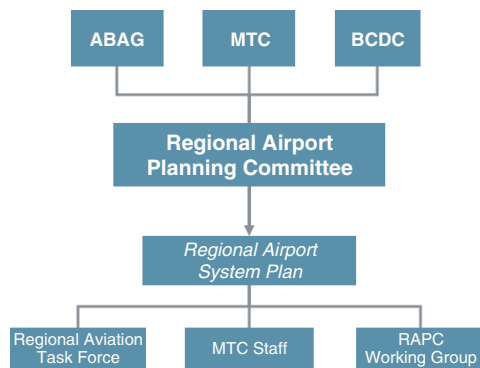 ABAG
MTC
BCDC
Regional Airport
Planning Committee
Regional Airport
System Plan
Regional Aviation
Task Force
MTC Staff
RAPC
Working Group